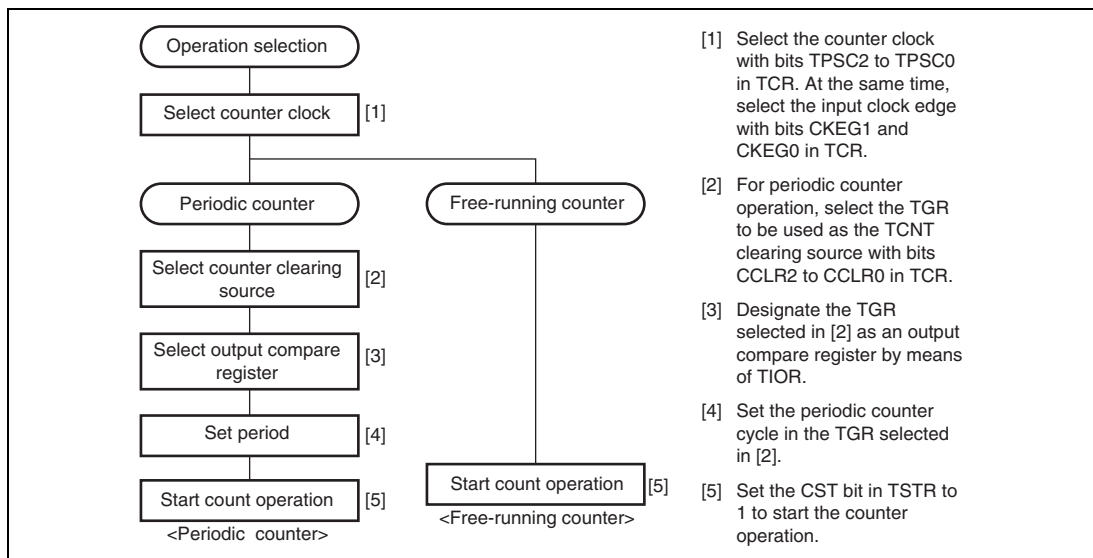 Operation selection
Select counter clock
[1]
Periodic counter
Free-running counter
Select counter clearing
source
[2]
Select output compare
register
[3]
Set period
[4]
Start count operation
[5]
<Periodic counter>
Start count operation
[5]
<Free-running counter>
[1] Select the counter clock
with bits TPSC2 to TPSC0
in TCR. At the same time,
select the input clock edge
with bits CKEG1 and
CKEG0 in TCR.
[2] For periodic counter
operation, select the TGR
to be used as the TCNT
clearing source with bits
CCLR2 to CCLR0 in TCR.
[3] Designate the TGR
selected in [2] as an output
compare register by means
of TIOR.
[4] Set the periodic counter
cycle in the TGR selected
in [2].
[5] Set the CST bit in TSTR to
1 to start the counter
operation.